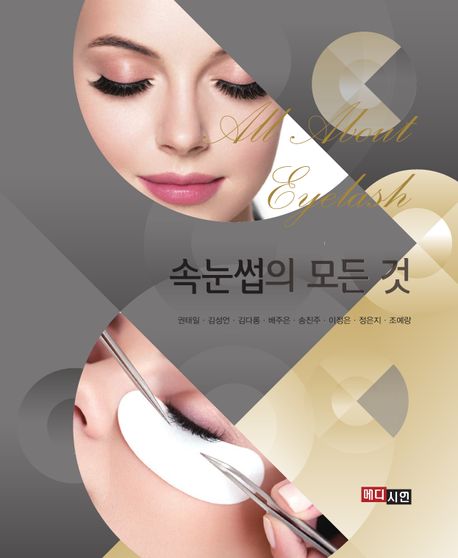 All About
Eyelash
속눈썹의 모든 것
권태일 · 김성언 · 김다롱 · 배주은 · 송진주 · 이정은 · 정은지 · 조예랑
메디시언